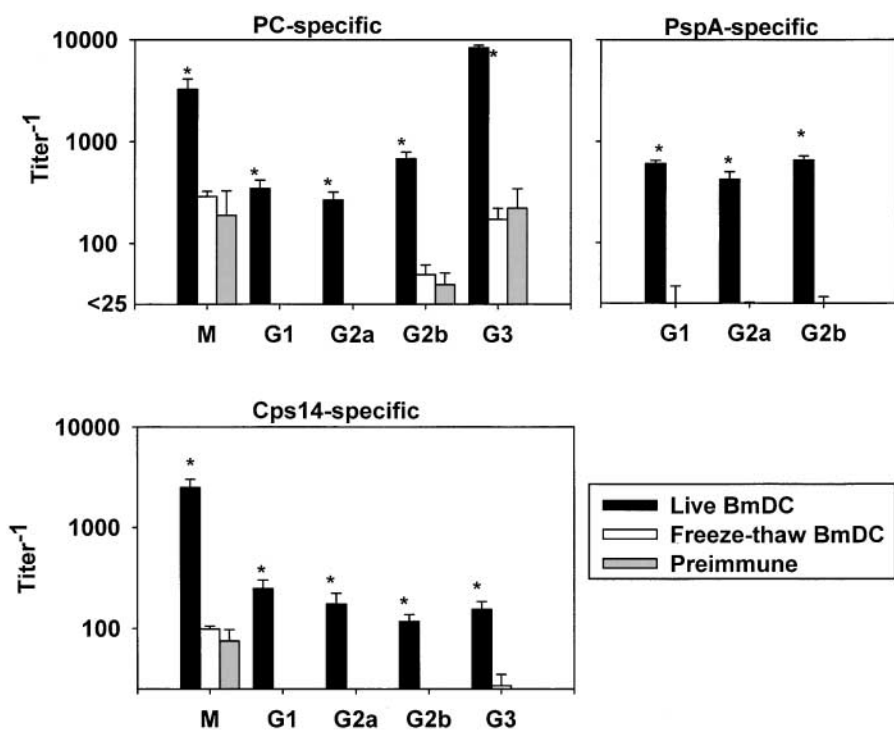 PC-specific
PspA-specific
10000
1000
100
<25
Titer-1
* * * * *
* * *
M G1 G2a G2b G3
G1 G2a G2b
Cps14-specific
10000
1000
100
Titer-1
* * * * *
M G1 G2a G2b G3
Live BmDC
Freeze-thaw BmDC
Preimmune